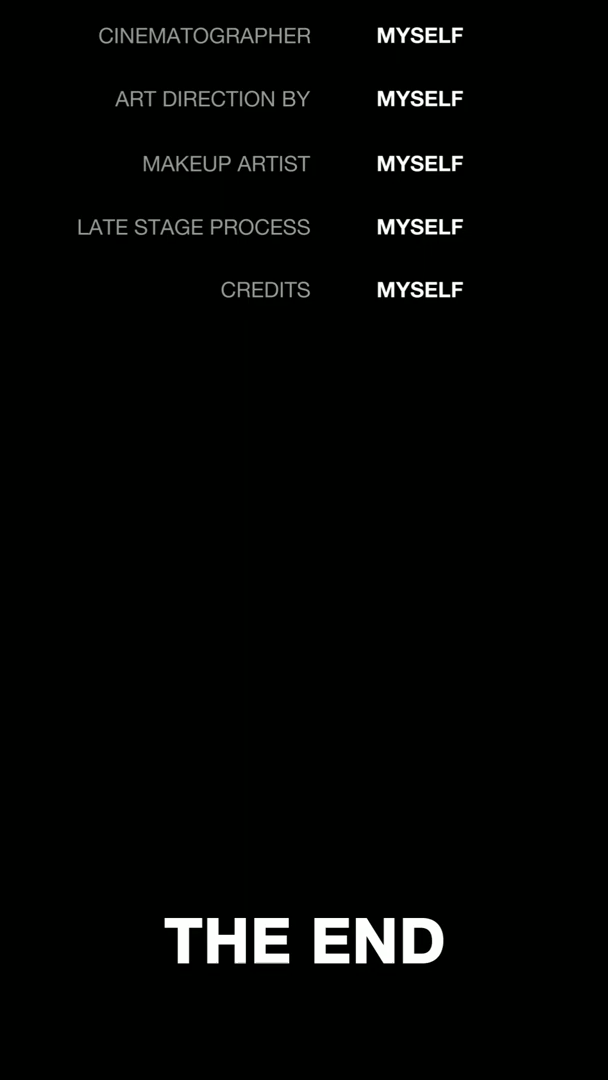 CINEMATOGRAPHER MYSELF
ART DIRECTION BY MYSELF
MAKEUP ARTIST MYSELF
LATE STAGE PROCESS MYSELF
CREDITS MYSELF
THE END